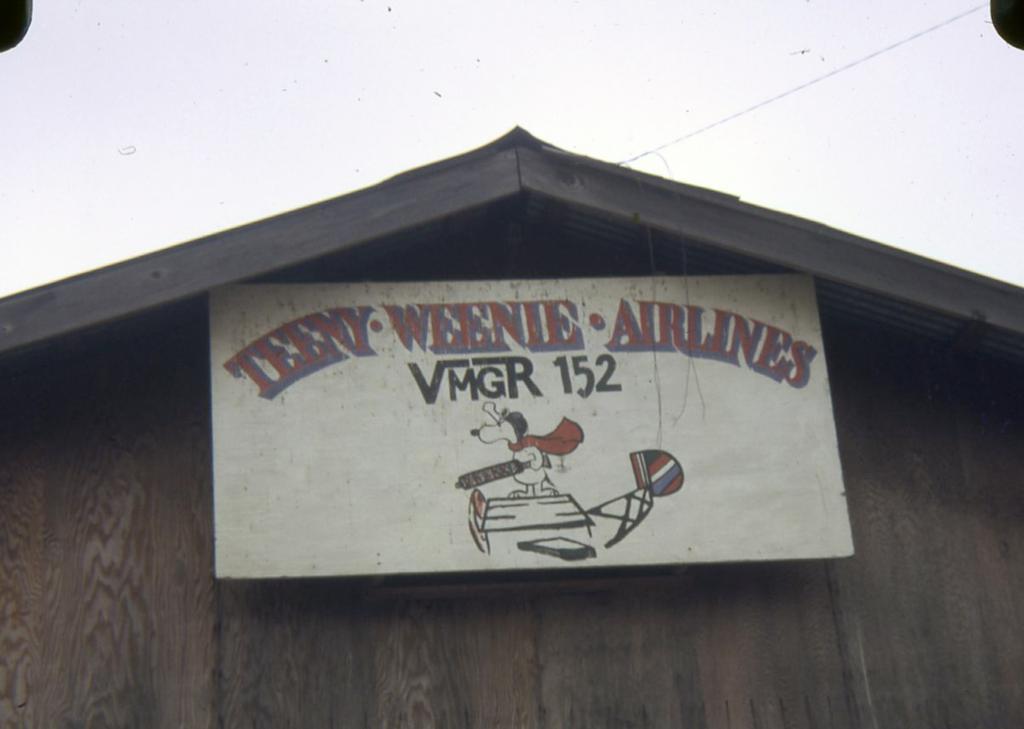 TEENY · WEENIE · AIRLINES
VMGR 152